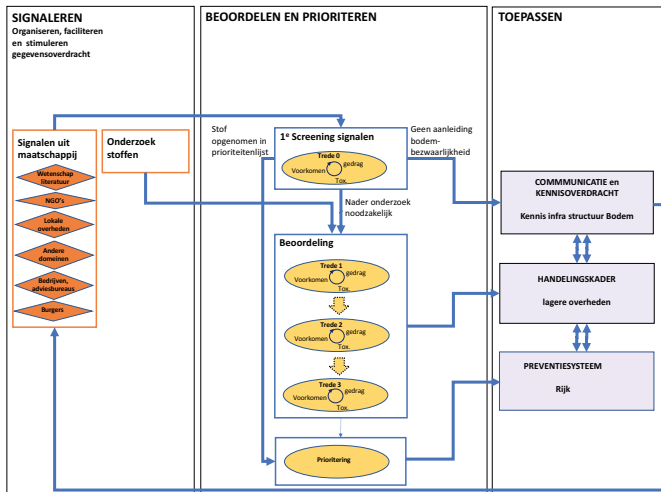 SIGNALEREN
Organiseren, faciliteren
en stimuleren
gegevensoverdracht
Signalen uit
maatschappij
Wetenschap
literatuur
NGO's
Lokale
overheden
Andere
domeinen
Bedrijven,
adviesbureaus
Burgers
Onderzoek
stoffen
BEOORDELEN EN PRIORITEREN
Stof
opgenomen in
prioriteitenlijst
1e Screening signalen
Trede 0
gedrag
Voorkomen
Tox.
Geen aanleiding
bodem-
bezwaarlijkheid
Nader onderzoek
noodzakelijk
Beoordeling
Trede 1
gedrag
Voorkomen
Tox.
Trede 2
gedrag
Voorkomen
Tox.
Trede 3
gedrag
Voorkomen
Tox.
Prioritering
TOEPASSEN
COMMMUNICATIE en
KENNISOVERDRACHT
Kennis infra structuur Bodem
HANDELINGSKADER
lagere overheden
PREVENTIESYSTEEM
Rijk